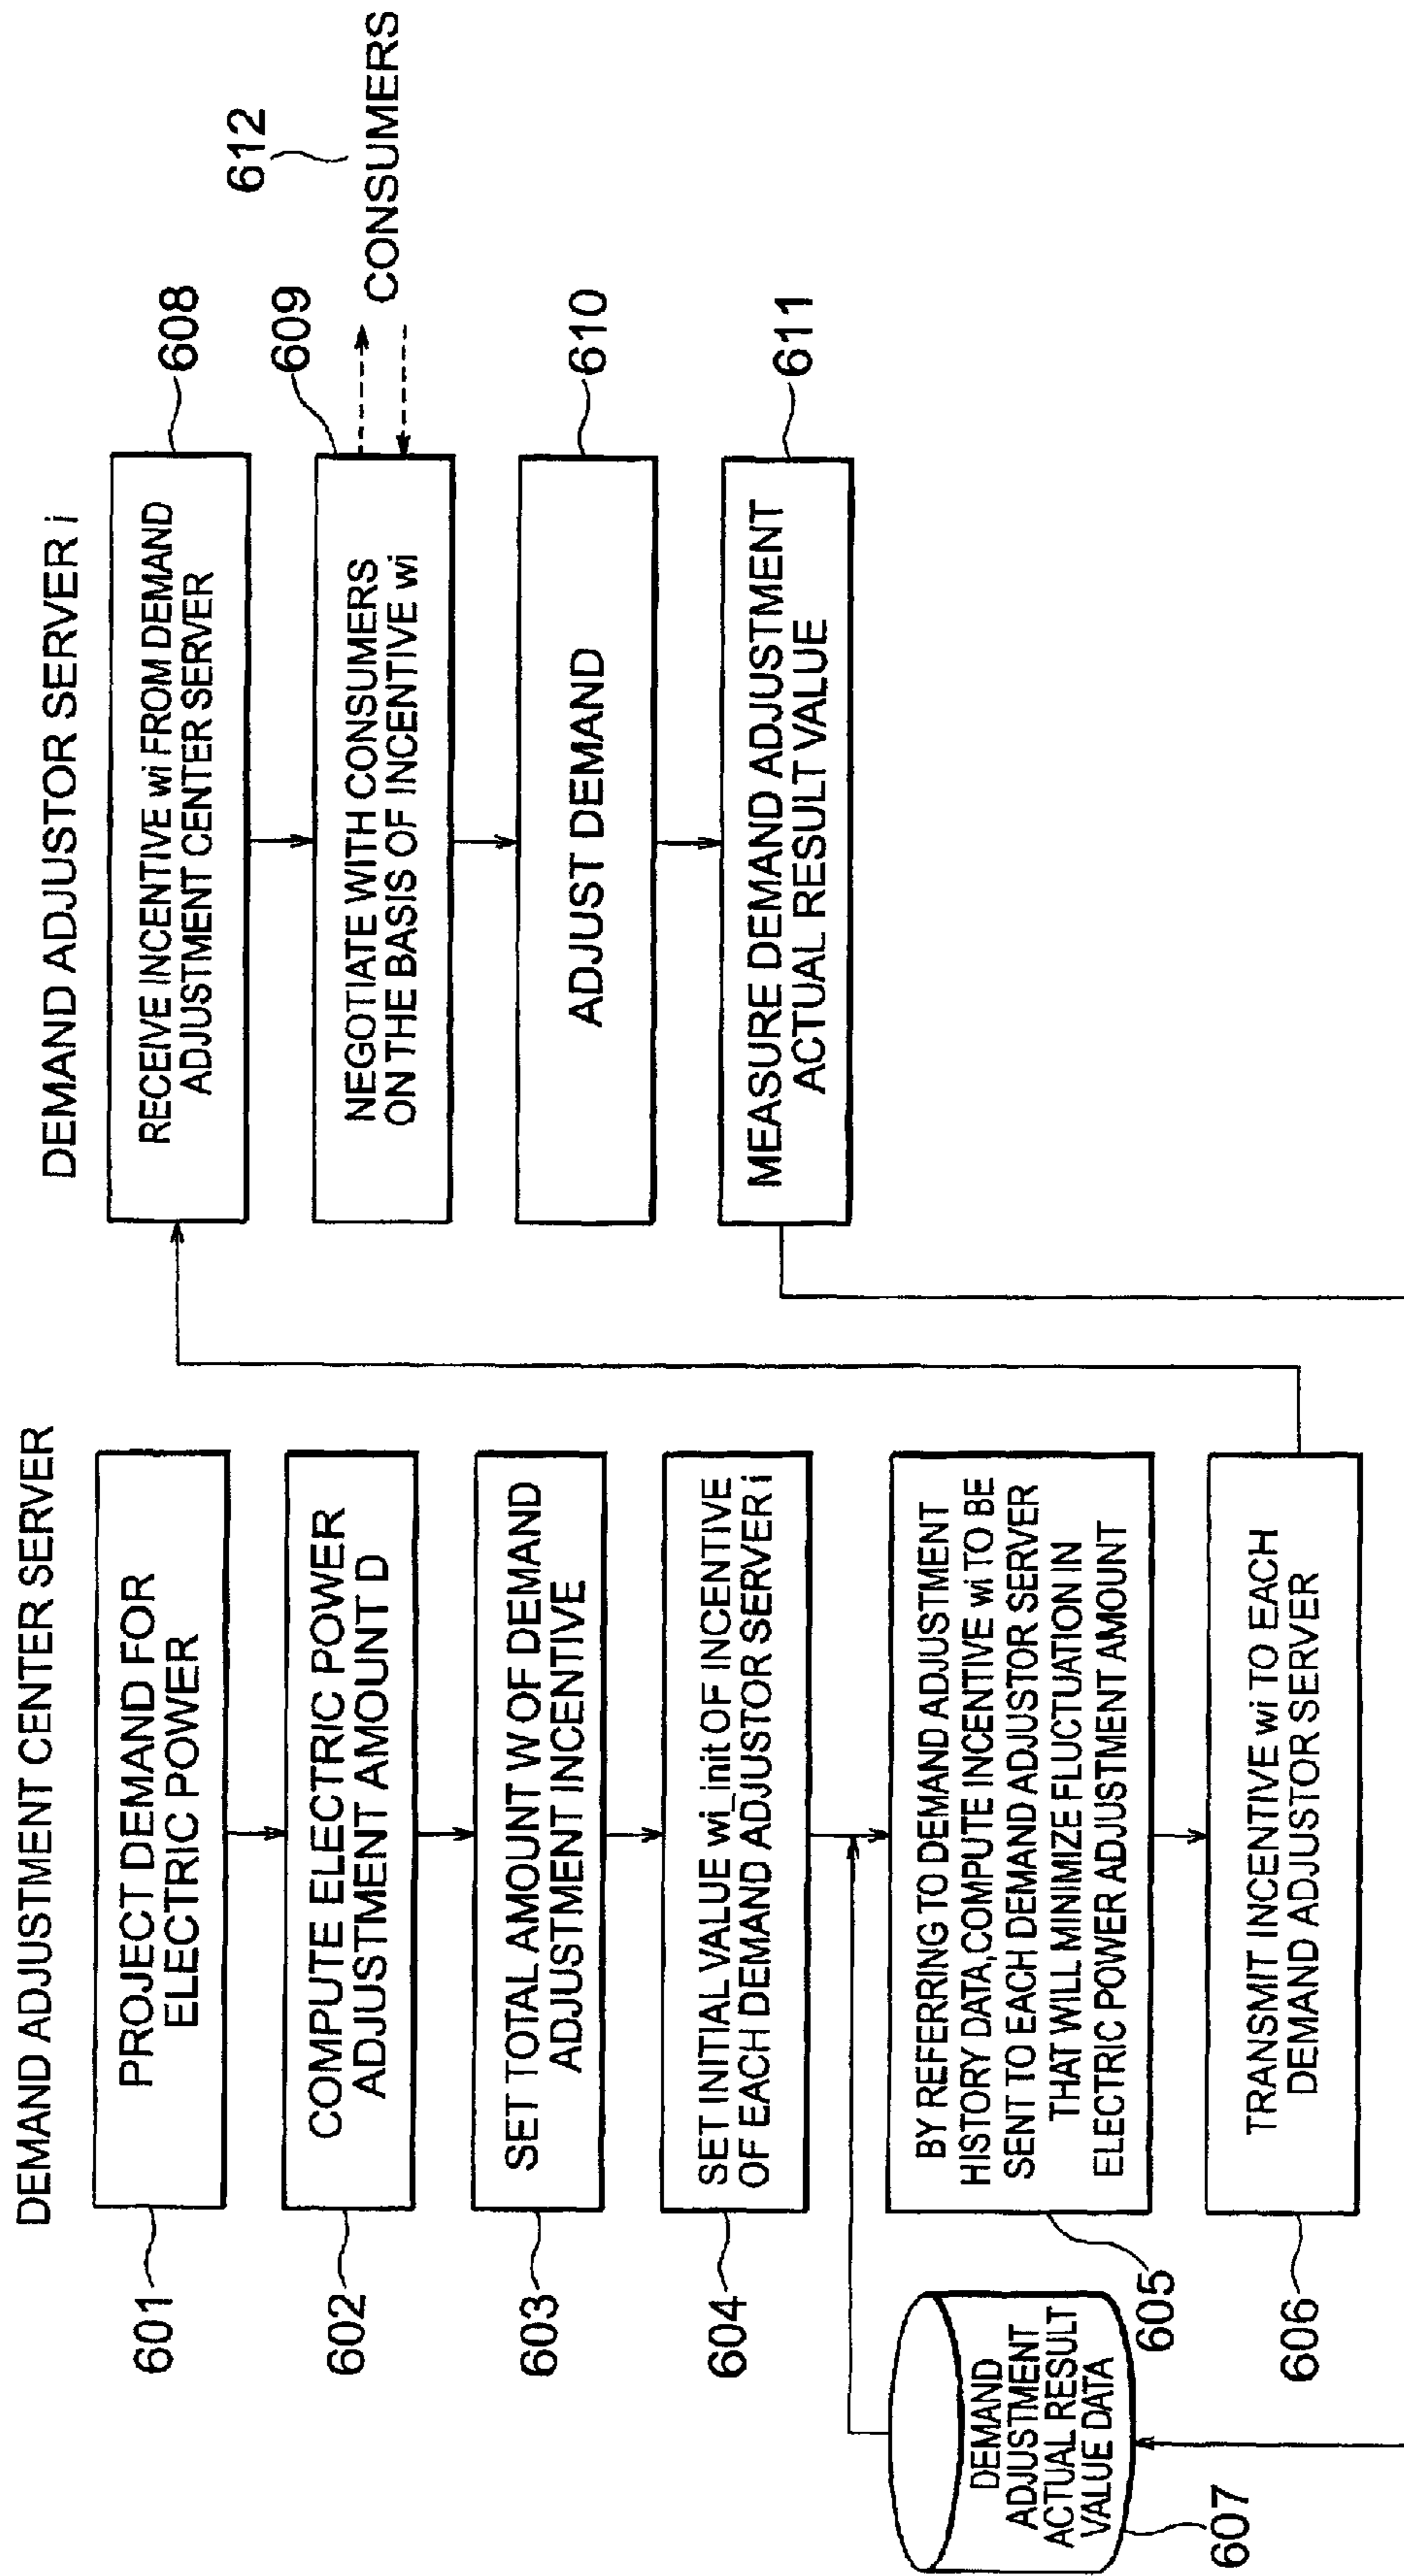 DEMAND ADJUSTMENT CENTER SERVER
601
PROJECT DEMAND FOR
ELECTRIC POWER
602
COMPUTE ELECTRIC POWER
ADJUSTMENT AMOUNT D
603
SET TOTAL AMOUNT W OF DEMAND
ADJUSTMENT INCENTIVE
604
SET INITIAL VALUE wi_init OF INCENTIVE
OF EACH DEMAND ADJUSTOR SERVER i
607
DEMAND
ADJUSTMENT
ACTUAL RESULT
VALUE DATA
605
BY REFERRING TO DEMAND ADJUSTMENT
HISTORY DATA,COMPUTE INCENTIVE wi TO BE
SENT TO EACH DEMAND ADJUSTOR SERVER
THAT WILL MINIMIZE FLUCTUATION IN
ELECTRIC POWER ADJUSTMENT AMOUNT
606
TRANSMIT INCENTIVE wi TO EACH
DEMAND ADJUSTOR SERVER
DEMAND ADJUSTOR SERVER i
608
RECEIVE INCENTIVE wi FROM DEMAND
ADJUSTMENT CENTER SERVER
609
NEGOTIATE WITH CONSUMERS
ON THE BASIS OF INCENTIVE wi
612
CONSUMERS
610
ADJUST DEMAND
611
MEASURE DEMAND ADJUSTMENT
ACTUAL RESULT VALUE